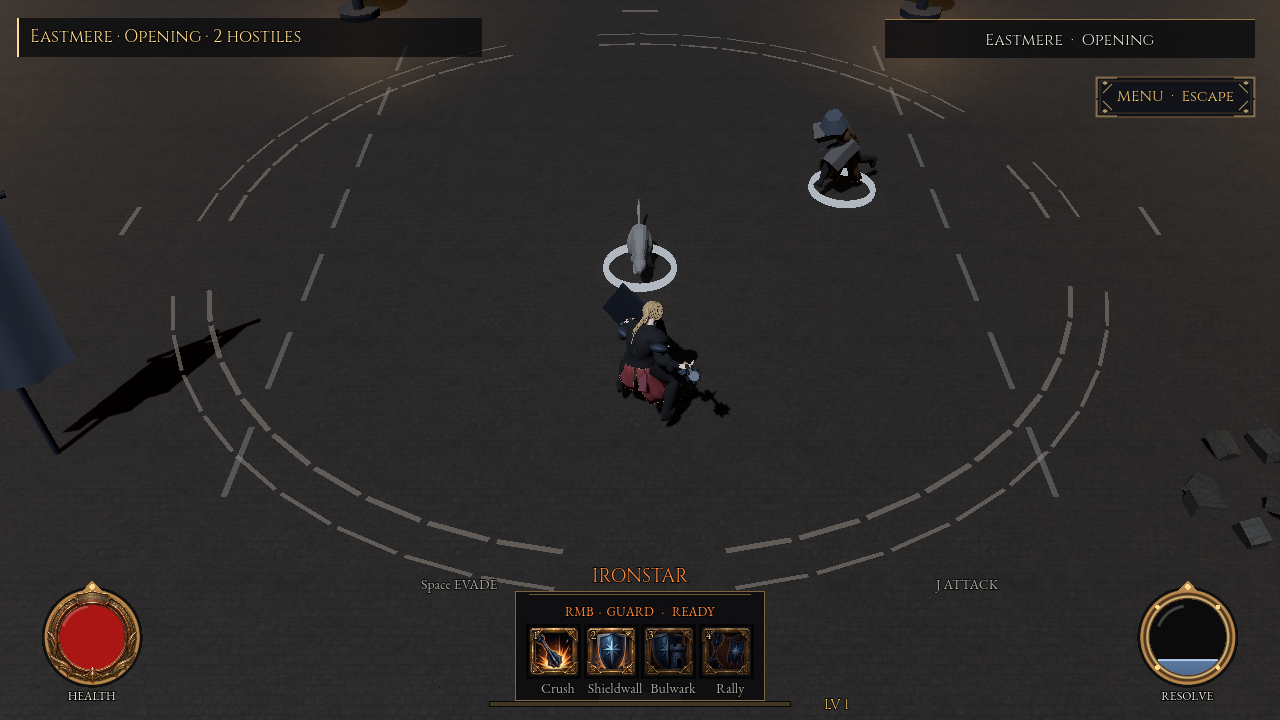 Eastmere · Opening · 2 hostiles
Eastmere · Opening
MENU · Escape
Space EVADE
IRONSTAR
J ATTACK
RMB · GUARD · READY
1 2 3 4
Crush Shieldwall Bulwark Rally
HEALTH
RESOLVE
LV 1